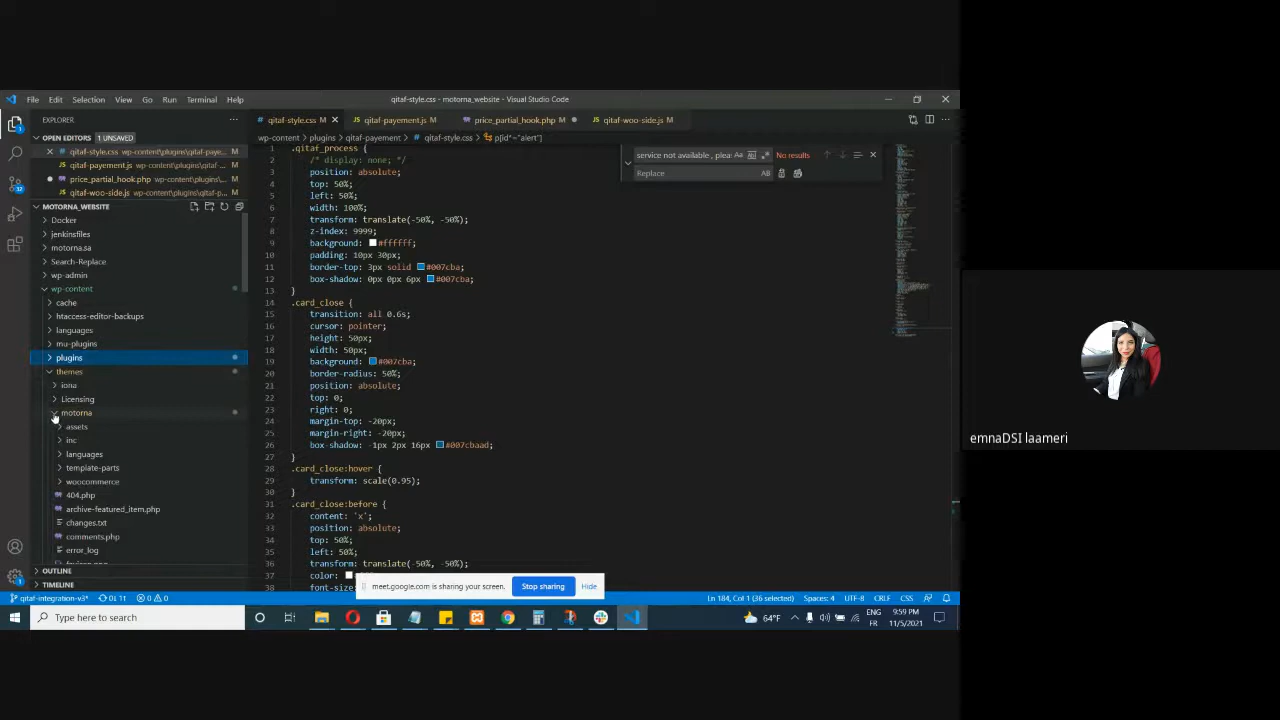 File Edit Selection View Go Run Terminal Help
qitaf-style.css - motorna_website - Visual Studio Code
EXPLORER
qitaf-style.css M
qitaf-payement.js M
price_partial_hook.php M
qitaf-woo-side.js M
OPEN EDITORS 1 UNSAVED
wp-content > plugins > qitaf-payement > qitaf-style.css > p[id*="alert"]
qitaf-style.css wp-content\plugins\qitaf-paye... M
qitaf-payement.js wp-content\plugins\qitaf-... M
price_partial_hook.php wp-content\plugins\... M
qitaf-woo-side.js wp-content\plugins\qitaf-p... M
MOTORNA_WEBSITE
Docker
jenkinsfiles
motorna.sa
Search-Replace
wp-admin
wp-content
cache
htaccess-editor-backups
languages
mu-plugins
plugins
themes
iona
Licensing
motorna
assets
inc
languages
template-parts
woocommerce
404.php
archive-featured_item.php
changes.txt
comments.php
error_log
OUTLINE
TIMELINE
service not available , pleas
No results
Replace
1 .qitaf_process {
2 /* display: none; */
3 position: absolute;
4 top: 50%;
5 left: 50%;
6 width: 100%;
7 transform: translate(-50%, -50%);
8 z-index: 9999;
9 background: #ffffff;
10 padding: 10px 30px;
11 border-top: 3px solid #007cba;
12 box-shadow: 0px 0px 6px #007cba;
13 }
14 .card_close {
15 transition: all 0.6s;
16 cursor: pointer;
17 height: 50px;
18 width: 50px;
19 background: #007cba;
20 border-radius: 50%;
21 position: absolute;
22 top: 0;
23 right: 0;
24 margin-top: -20px;
25 margin-right: -20px;
26 box-shadow: -1px 2px 16px #007cbaad;
27 }
28 .card_close:hover {
29 transform: scale(0.95);
30 }
31 .card_close:before {
32 content: 'x';
33 position: absolute;
34 top: 50%;
35 left: 50%;
36 transform: translate(-50%, -50%);
37 color:
38 font-size:
meet.google.com is sharing your screen. Stop sharing Hide
qitaf-integration-v3* 0↓ 1↑ 0 0
Ln 184, Col 1 (36 selected) Spaces: 4 UTF-8 CRLF CSS
Type here to search
64°F
ENG
FR
9:59 PM
11/5/2021
emnaDSI laameri